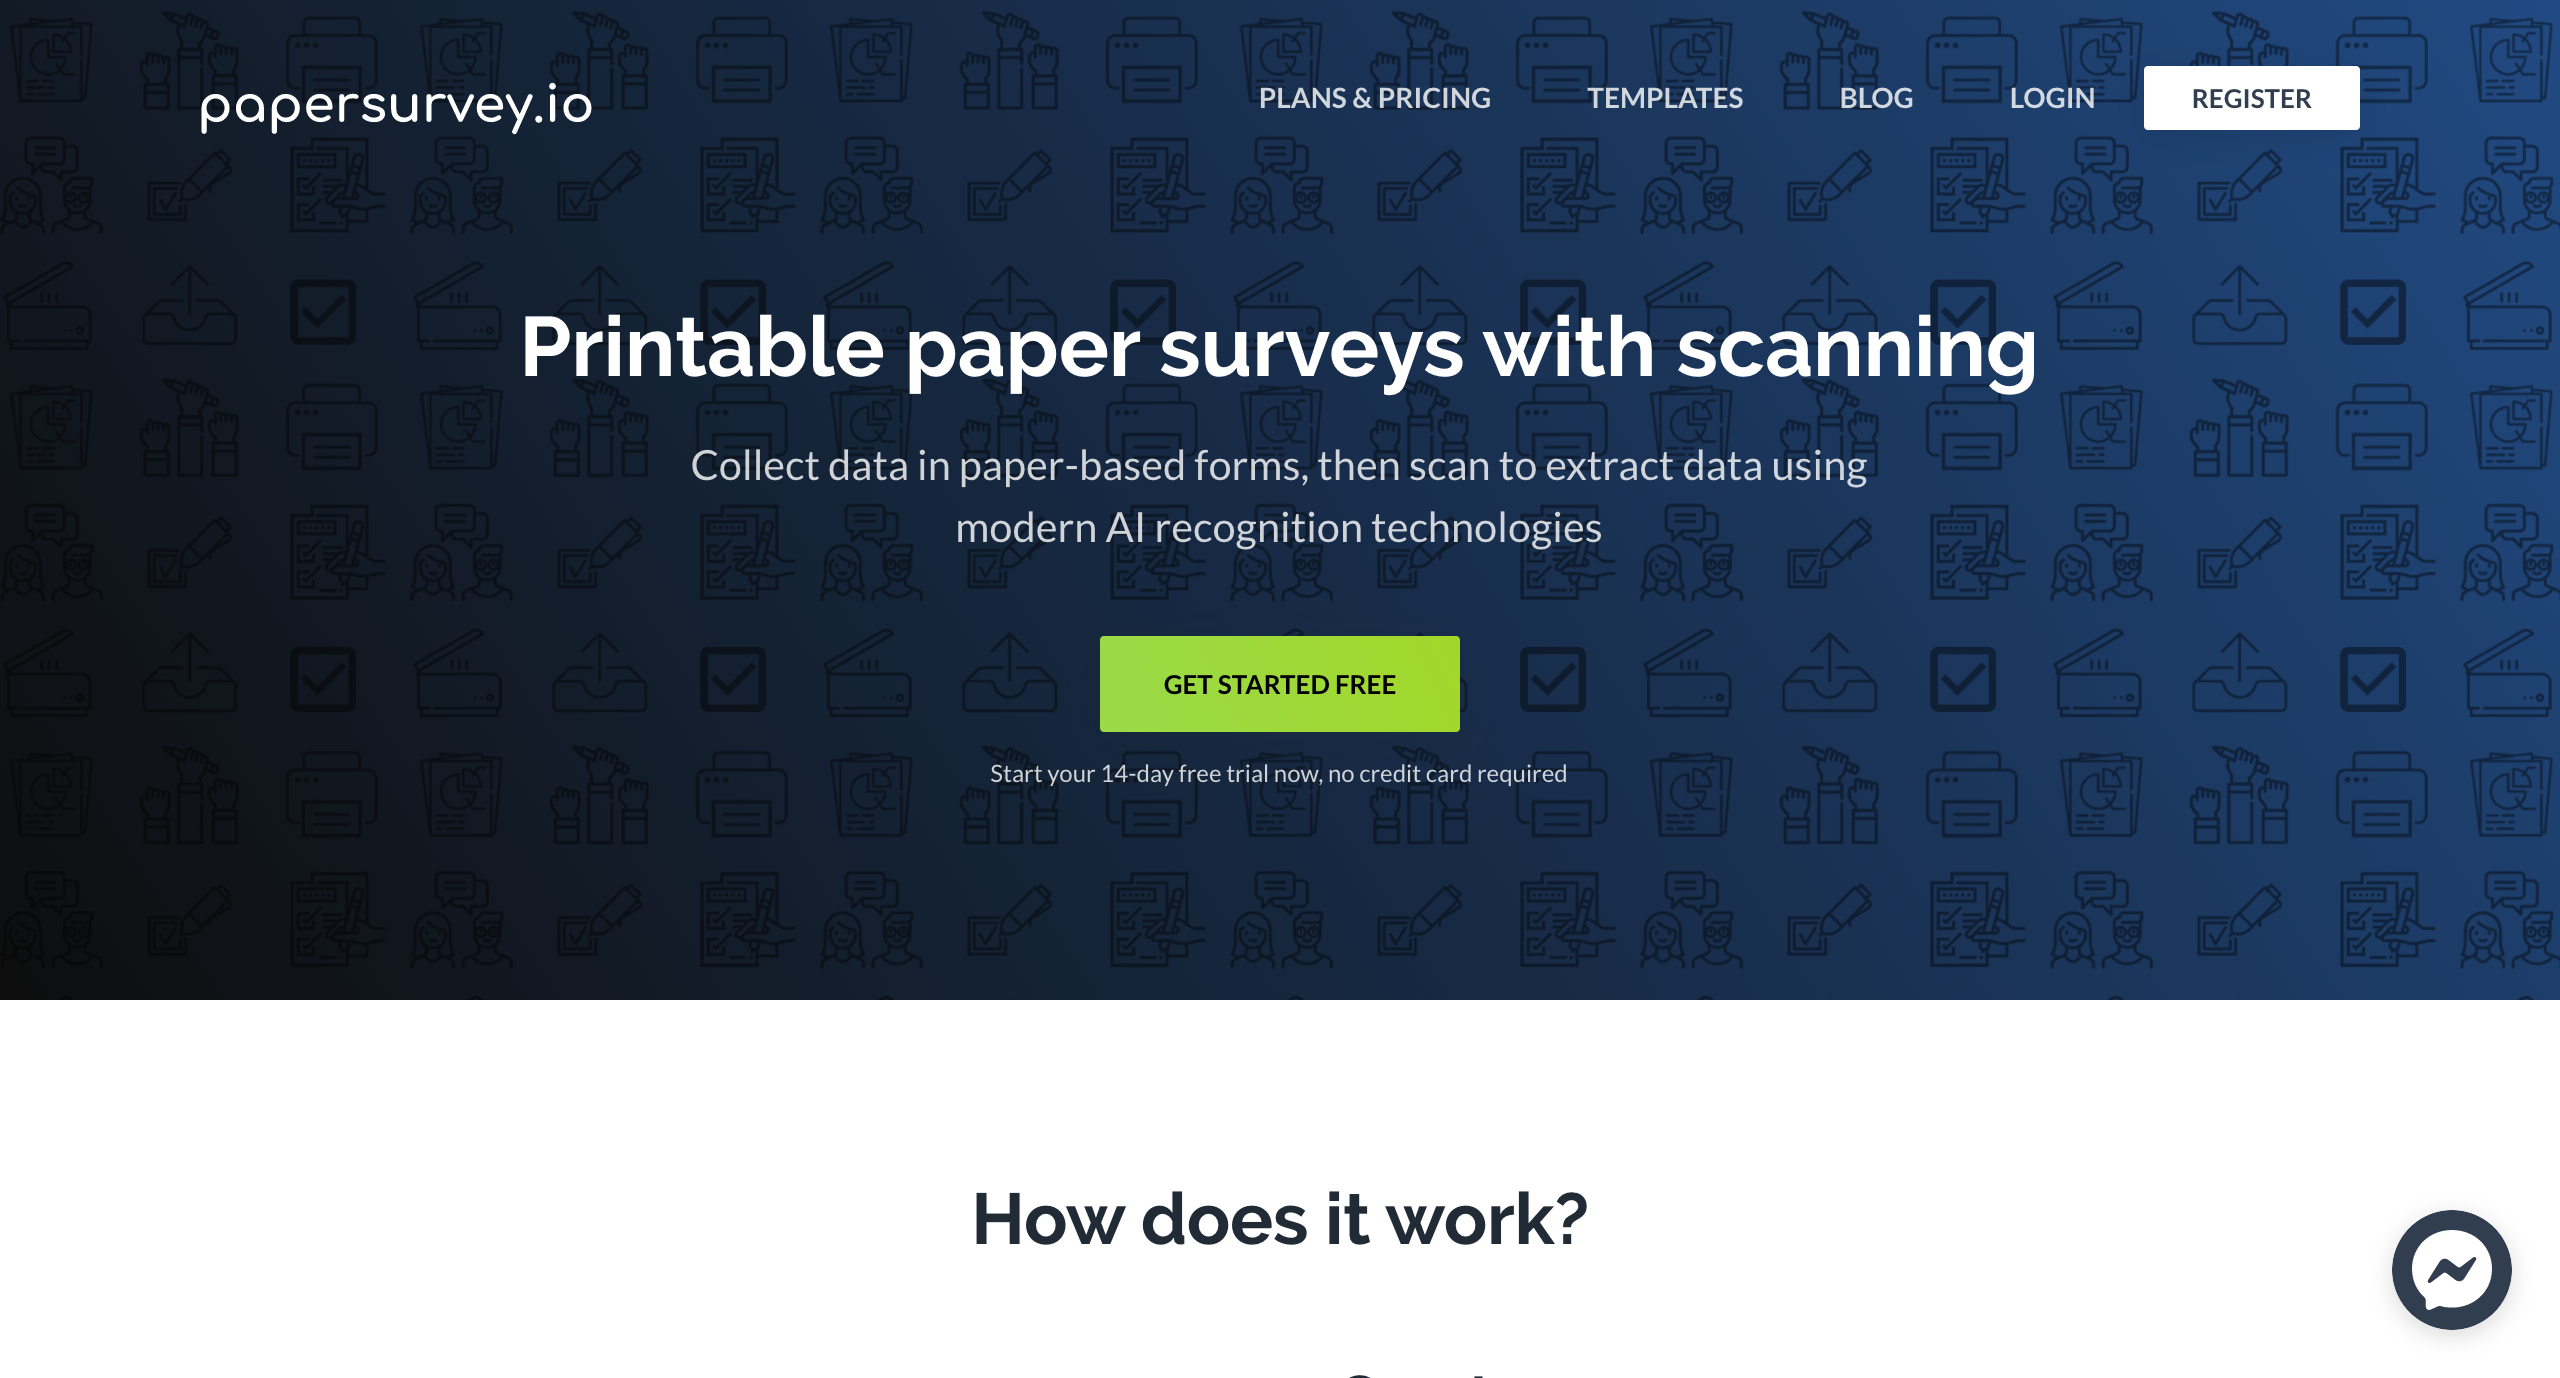 papersurvey.io
PLANS & PRICING
TEMPLATES
BLOG
LOGIN
REGISTER
Printable paper surveys with scanning
Collect data in paper-based forms, then scan to extract data using
modern AI recognition technologies
GET STARTED FREE
Start your 14-day free trial now, no credit card required
How does it work?